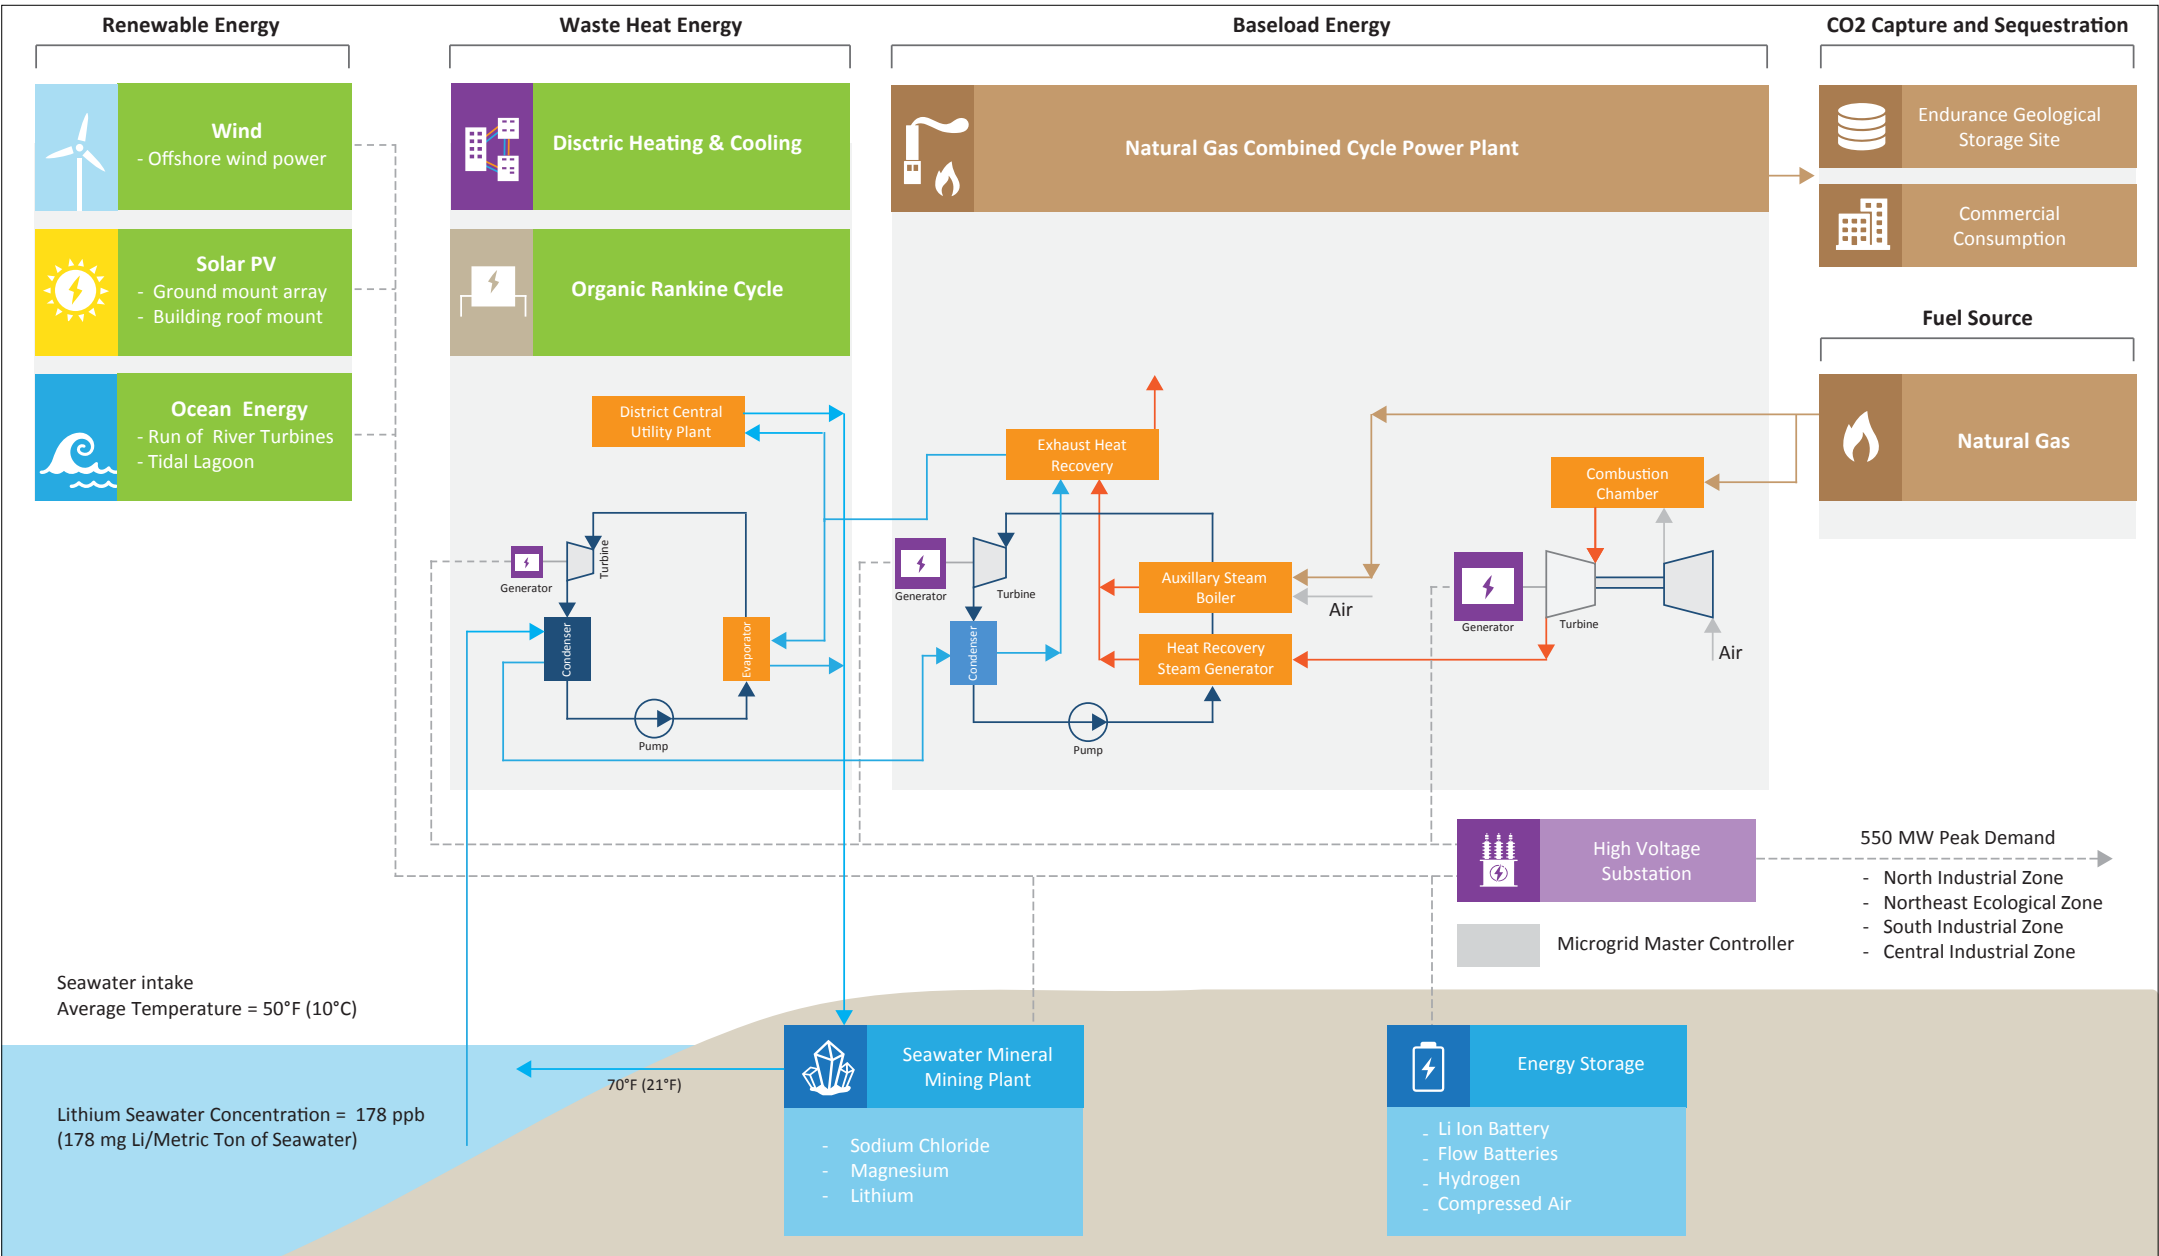 Renewable Energy
Wind
- Offshore wind power
Solar PV
- Ground mount array
- Building roof mount
Ocean Energy
- Run of River Turbines
- Tidal Lagoon
Waste Heat Energy
Disctric Heating & Cooling
Organic Rankine Cycle
District Central
Utility Plant
Turbine
Generator
Condenser
Evaporator
Pump
Baseload Energy
Natural Gas Combined Cycle Power Plant
Exhaust Heat
Recovery
Generator
Turbine
Condenser
Auxillary Steam
Boiler
Air
Heat Recovery
Steam Generator
Pump
Combustion
Chamber
Generator
Turbine
Air
CO2 Capture and Sequestration
Endurance Geological
Storage Site
Commercial
Consumption
Fuel Source
Natural Gas
High Voltage
Substation
Microgrid Master Controller
550 MW Peak Demand
- North Industrial Zone
- Northeast Ecological Zone
- South Industrial Zone
- Central Industrial Zone
Seawater intake
Average Temperature = 50°F (10°C)
70°F (21°F)
Lithium Seawater Concentration = 178 ppb
(178 mg Li/Metric Ton of Seawater)
Seawater Mineral
Mining Plant
- Sodium Chloride
- Magnesium
- Lithium
Energy Storage
- Li Ion Battery
- Flow Batteries
- Hydrogen
- Compressed Air